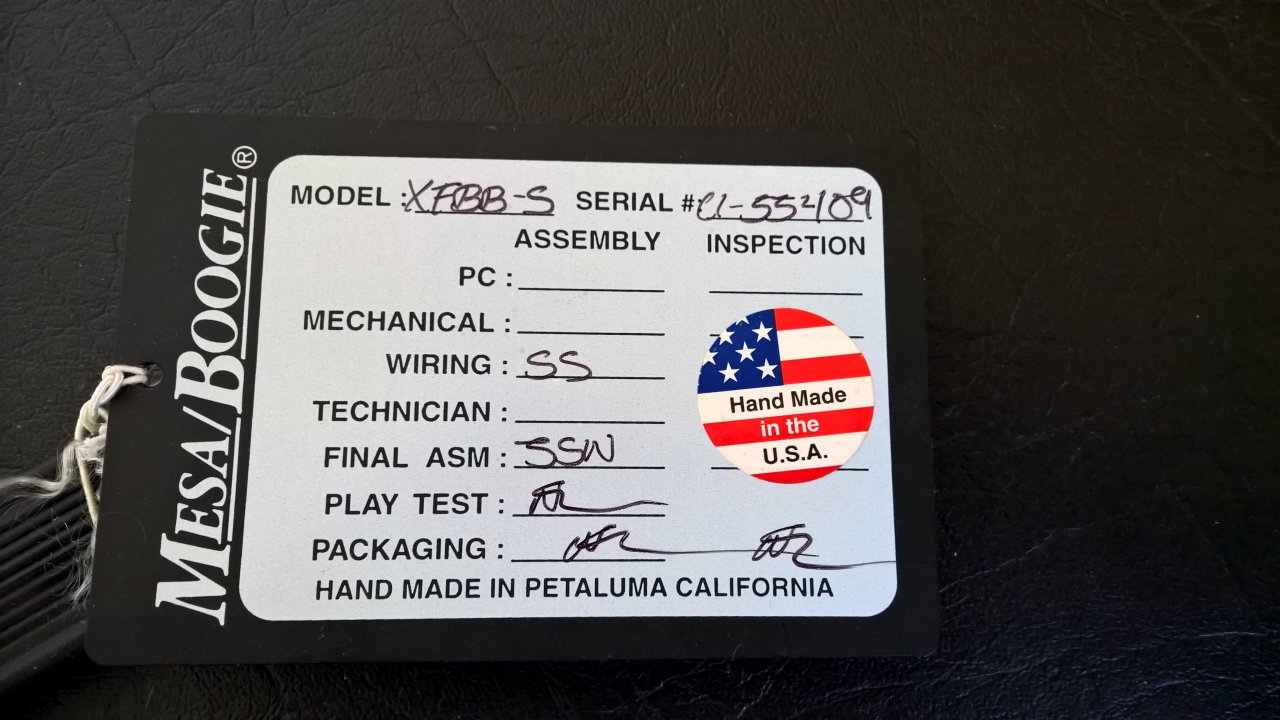 MESA/BOOGIE®
MODEL : XFBB-S SERIAL #
ASSEMBLY INSPECTION
PC :
MECHANICAL :
WIRING : SS
TECHNICIAN :
FINAL ASM : SSW
PLAY TEST :
PACKAGING :
HAND MADE IN PETALUMA CALIFORNIA
Hand Made
in the
U.S.A.